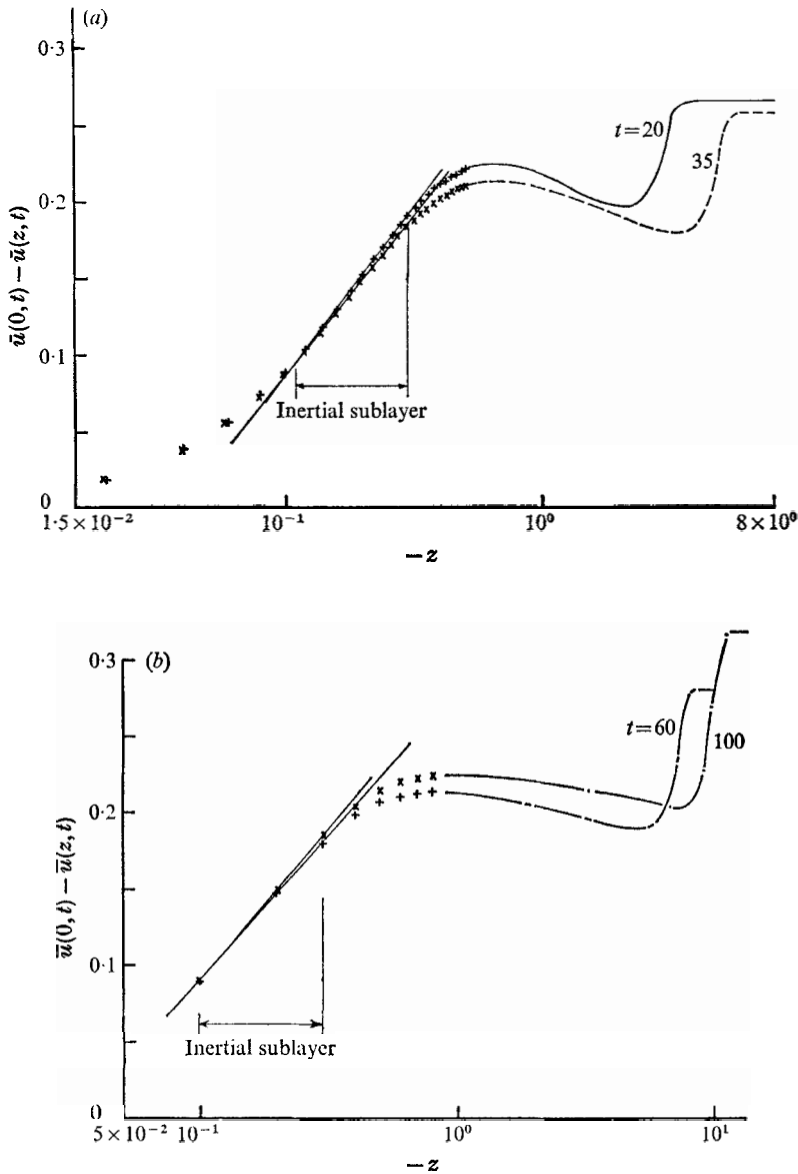 (a)
0·3
t=20
35
0·2
ū(0, t) − ū(z, t)
0·1
Inertial sublayer
0
1·5×10⁻²
10⁻¹
10⁰
8×10⁰
−z
0·3
(b)
t=60
100
0·2
ū(0, t) − ū(z, t)
0·1
Inertial sublayer
0
5×10⁻²
10⁻¹
10⁰
10¹
−z